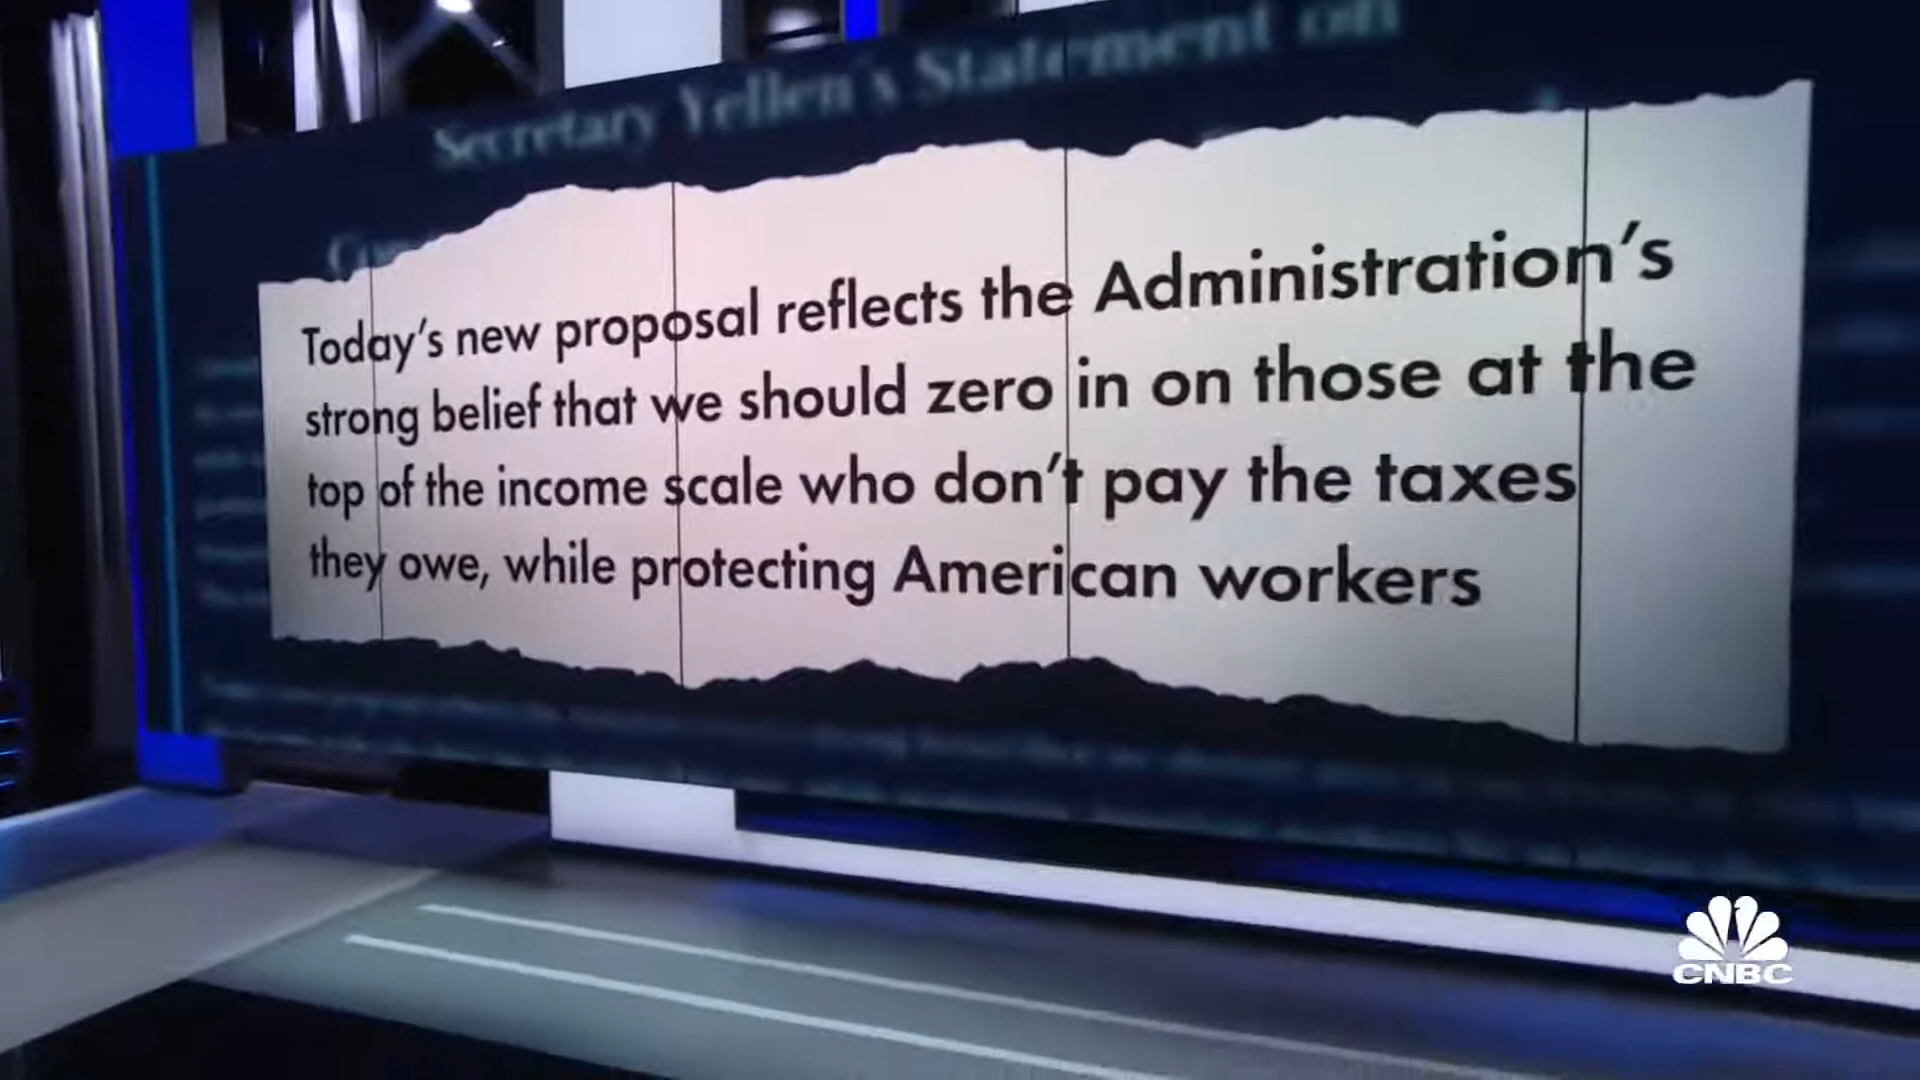 Secretary Yellen's Statement on
Today's new proposal reflects the Administration's
strong belief that we should zero in on those at the
top of the income scale who don't pay the taxes
they owe, while protecting American workers
CNBC